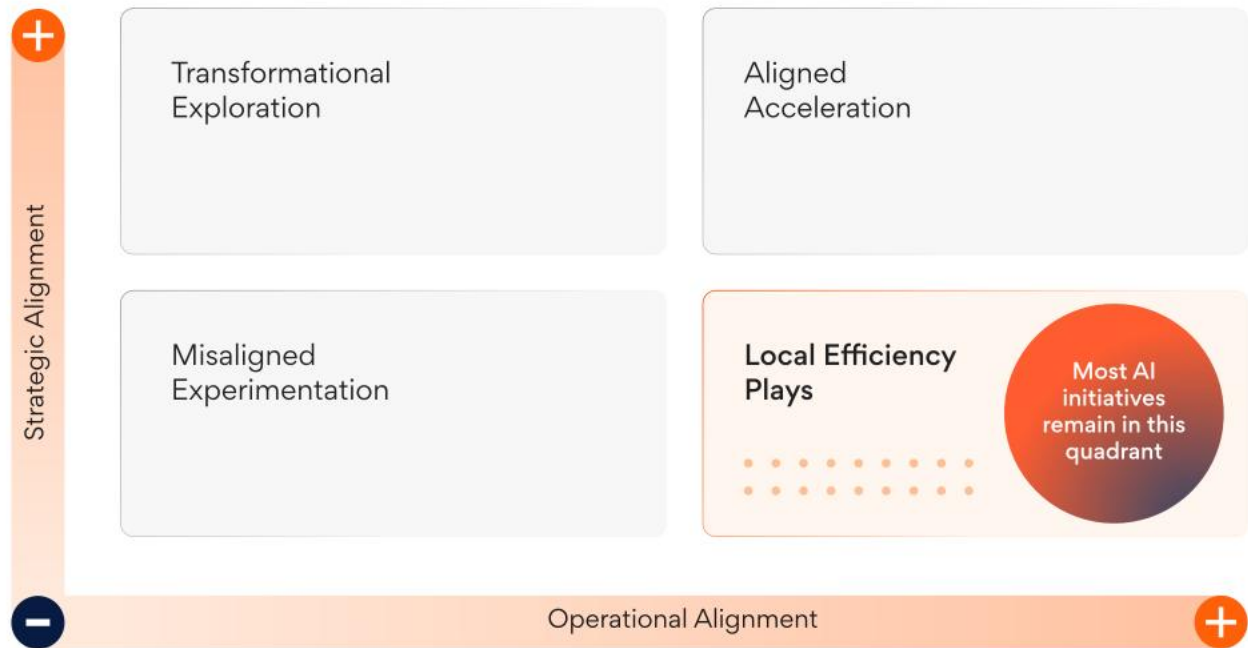 Transformational
Exploration
Aligned
Acceleration
Strategic Alignment
Misaligned
Experimentation
Local Efficiency
Plays
Most AI
initiatives
remain in this
quadrant
Operational Alignment